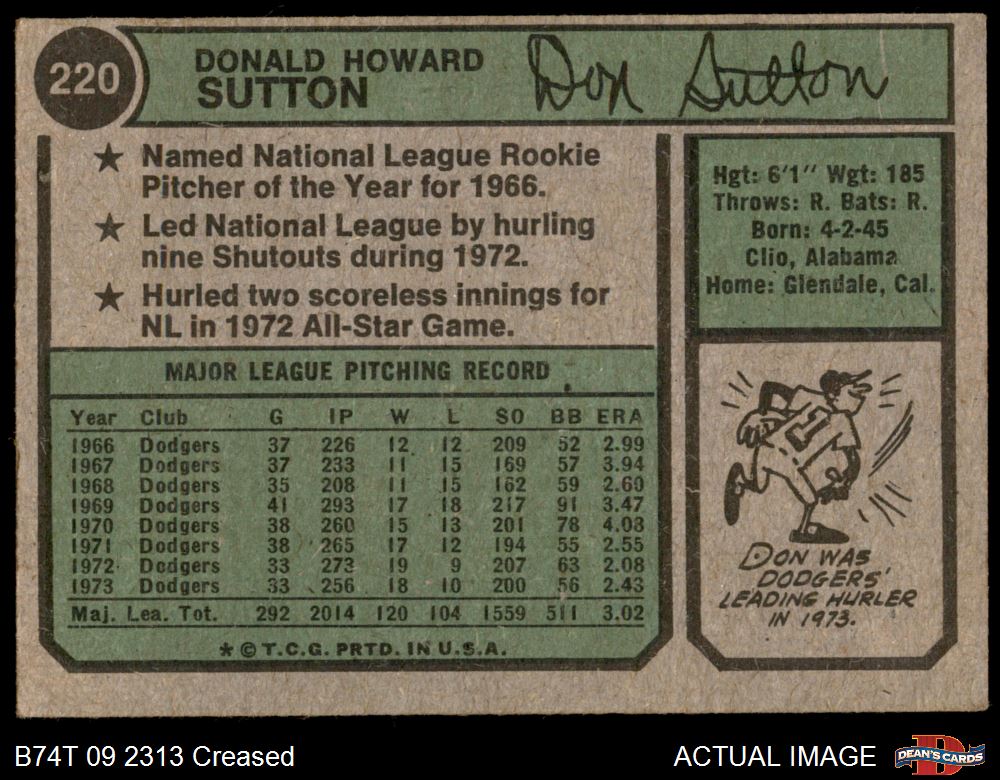 220
DONALD HOWARD
SUTTON
Don Sutton
★ Named National League Rookie
Pitcher of the Year for 1966.
★ Led National League by hurling
nine Shutouts during 1972.
★ Hurled two scoreless innings for
NL in 1972 All-Star Game.
Hgt: 6'1" Wgt: 185
Throws: R. Bats: R.
Born: 4-2-45
Clio, Alabama
Home: Glendale, Cal.
MAJOR LEAGUE PITCHING RECORD
Year Club G IP W L SO BB ERA
1966 Dodgers 37 226 12 12 209 52 2.99
1967 Dodgers 37 233 11 15 169 57 3.94
1968 Dodgers 35 208 11 15 162 59 2.60
1969 Dodgers 41 293 17 18 217 91 3.47
1970 Dodgers 38 260 15 13 201 78 4.08
1971 Dodgers 38 265 17 12 194 55 2.55
1972 Dodgers 33 273 19 9 207 63 2.08
1973 Dodgers 33 256 18 10 200 56 2.43
Maj. Lea. Tot. 292 2014 120 104 1559 511 3.02
* © T.C.G. PRTD. IN U.S.A.
DON WAS
DODGERS'
LEADING HURLER
IN 1973.
B74T 09 2313 Creased
ACTUAL IMAGE
D
DEAN'S CARDS